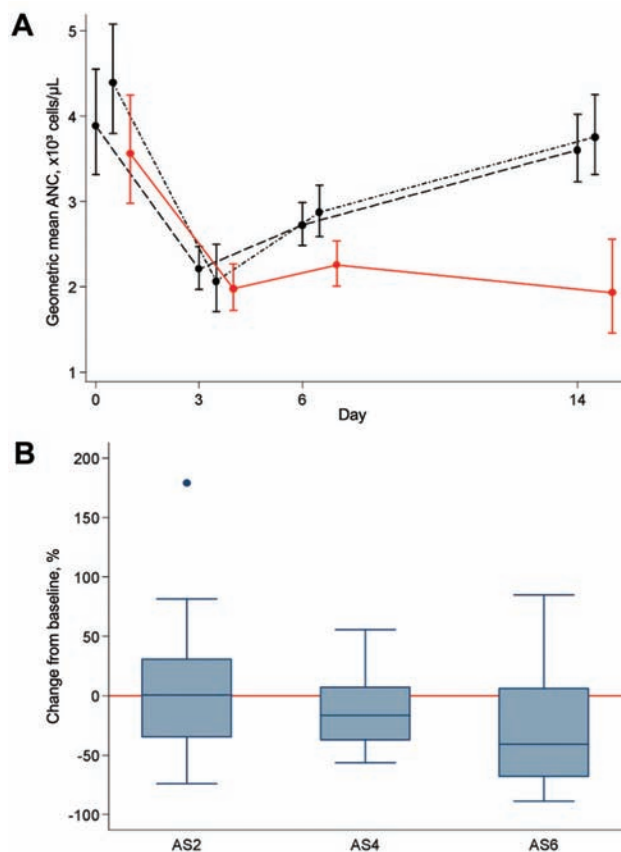 A
Geometric mean ANC, x10³ cells/μL
5
4
3
2
1
0 3 6 14
Day
B
Change from baseline, %
200
150
100
50
0
-50
-100
AS2 AS4 AS6